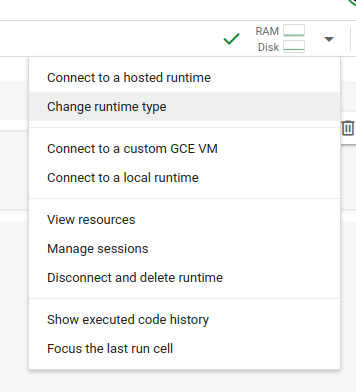 RAM
Disk
Connect to a hosted runtime
Change runtime type
Connect to a custom GCE VM
Connect to a local runtime
View resources
Manage sessions
Disconnect and delete runtime
Show executed code history
Focus the last run cell